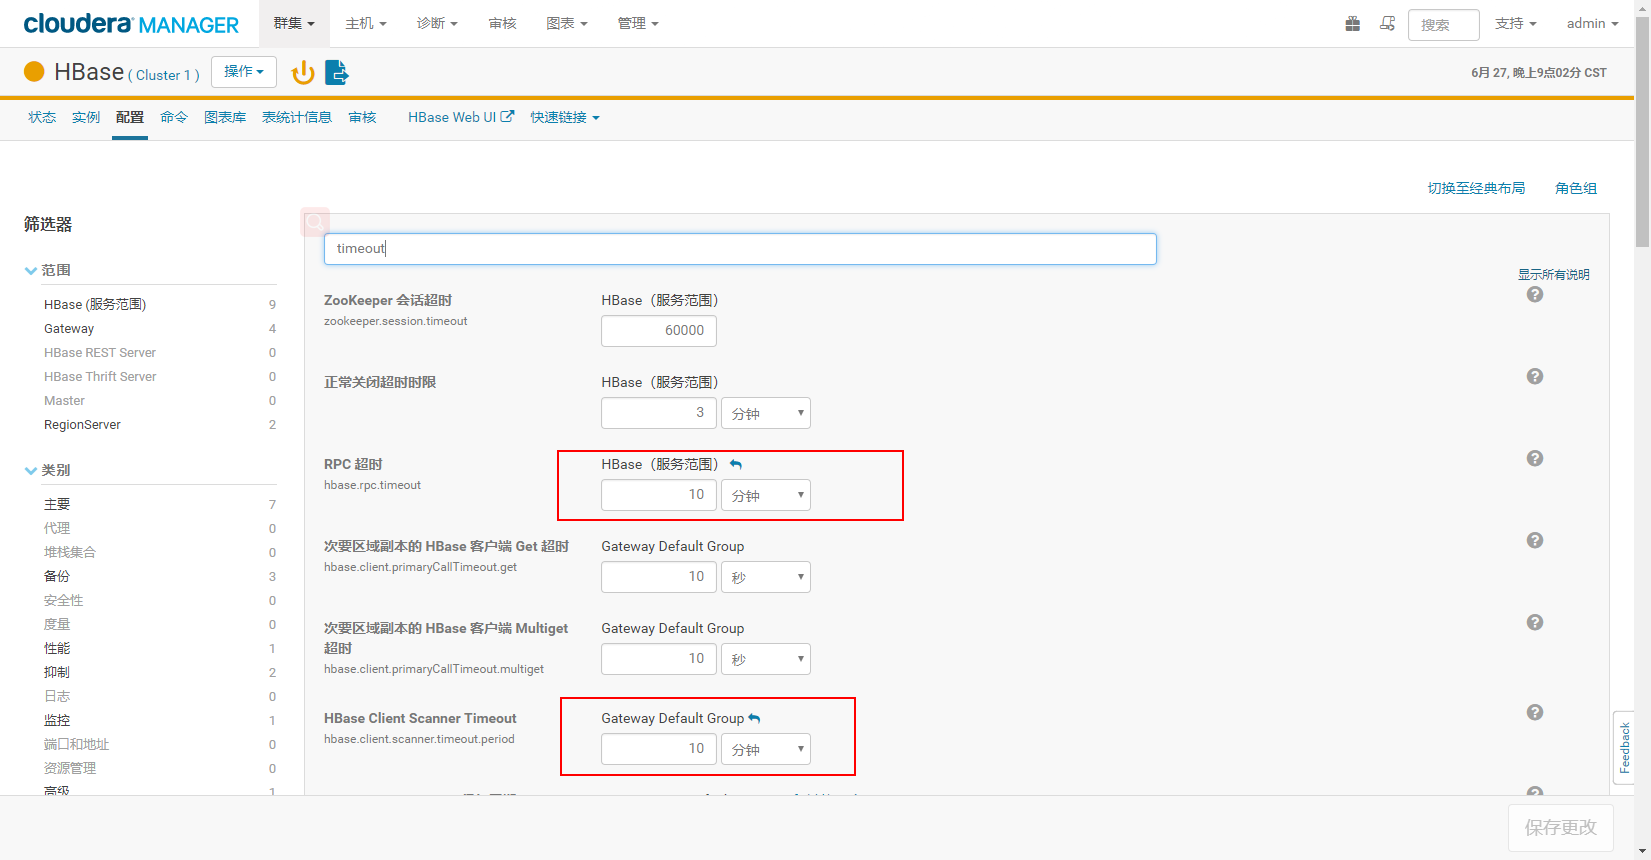 cloudera MANAGER 群集 主机 诊断 审核 图表 管理 搜索 支持 admin
HBase ( Cluster 1 ) 操作 6月 27, 晚上9点02分 CST
状态 实例 配置 命令 图表库 表统计信息 审核 HBase Web UI 快速链接
切换至经典布局 角色组
筛选器
timeout
显示所有说明
范围
HBase (服务范围) 9
Gateway 4
HBase REST Server 0
HBase Thrift Server 0
Master 0
RegionServer 2
类别
主要 7
代理 0
堆栈集合 0
备份 3
安全性 0
度量 0
性能 1
抑制 2
日志 0
监控 1
端口和地址 0
资源管理 0
高级 1
ZooKeeper 会话超时 HBase（服务范围）
zookeeper.session.timeout 60000
正常关闭超时时限 HBase（服务范围）
3 分钟
RPC 超时 HBase（服务范围）
hbase.rpc.timeout 10 分钟
次要区域副本的 HBase 客户端 Get 超时 Gateway Default Group
hbase.client.primaryCallTimeout.get 10 秒
次要区域副本的 HBase 客户端 Multiget Gateway Default Group
超时
hbase.client.primaryCallTimeout.multiget 10 秒
HBase Client Scanner Timeout Gateway Default Group
hbase.client.scanner.timeout.period 10 分钟
Feedback
保存更改